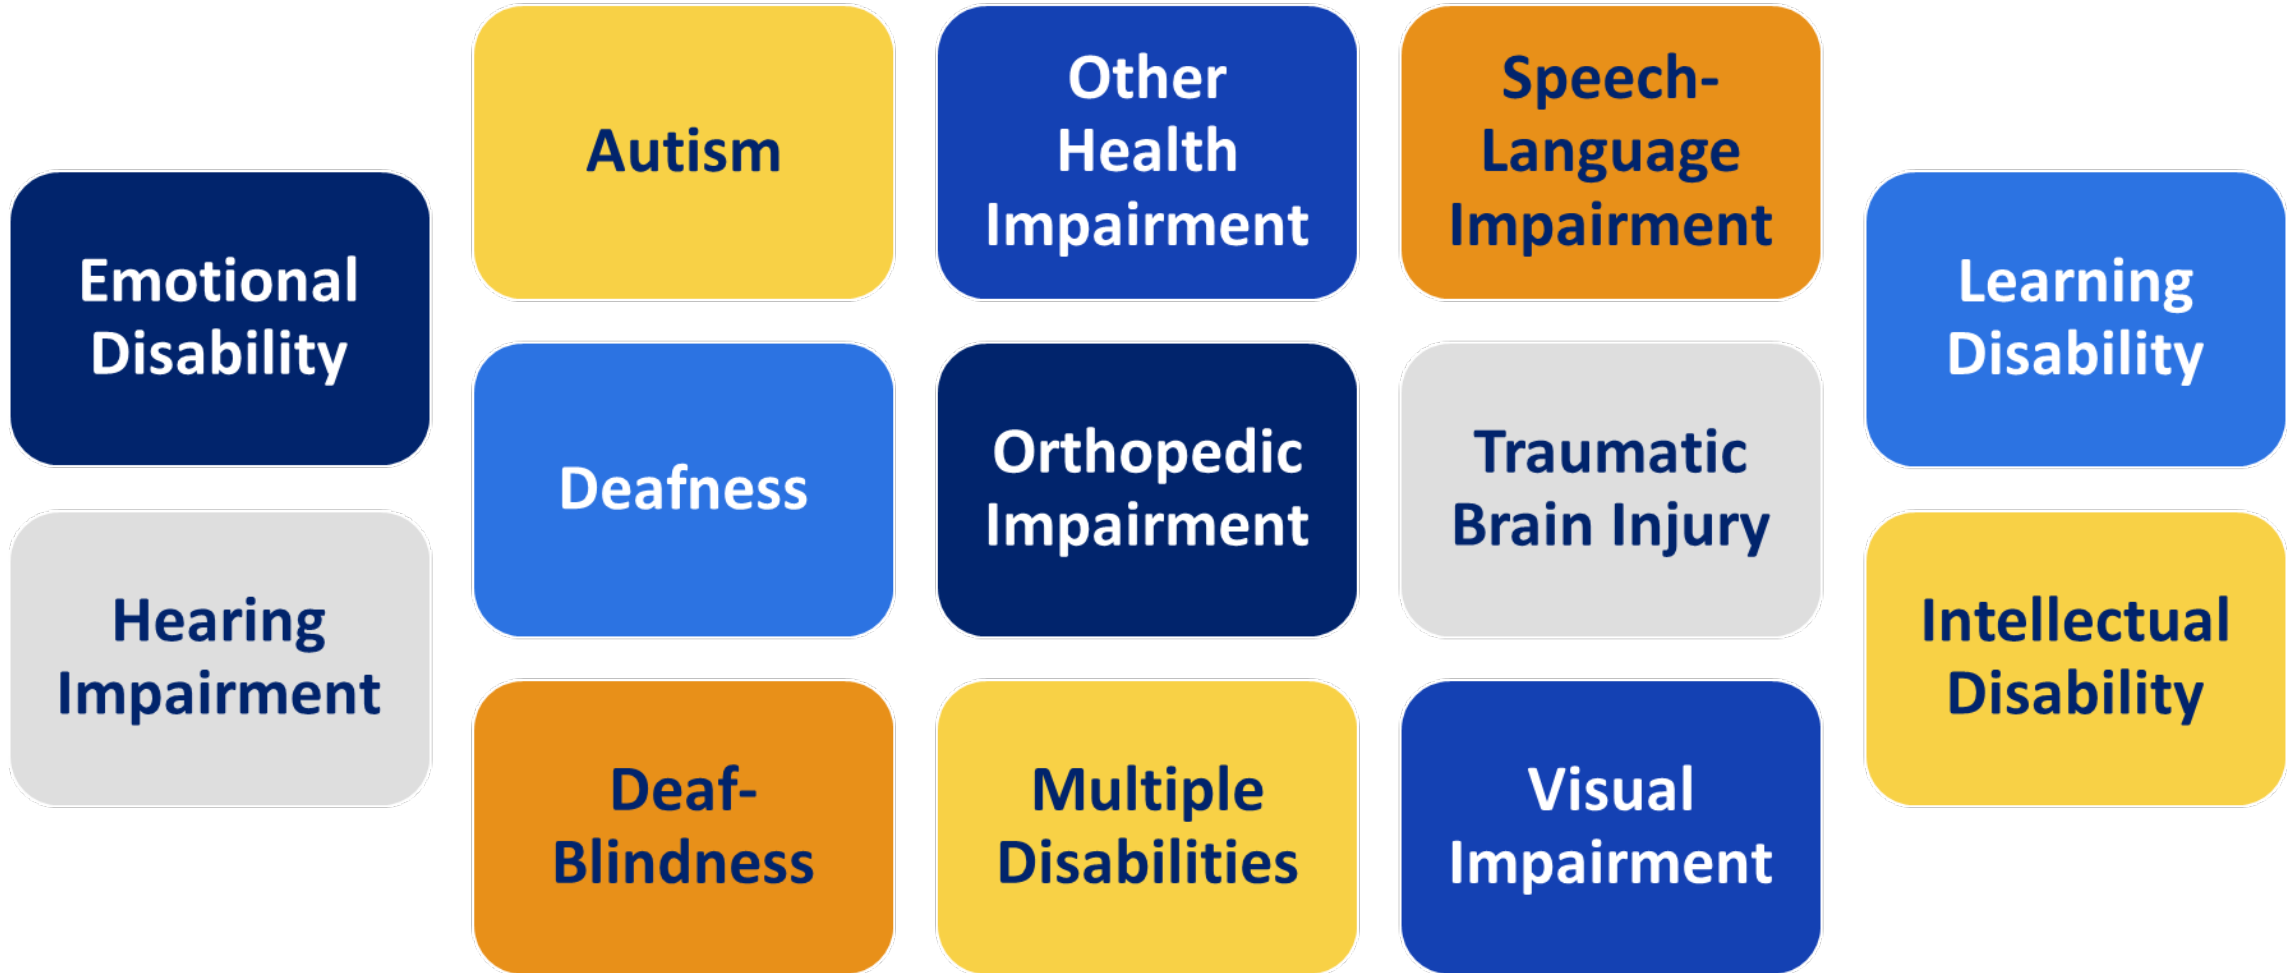 Emotional
Disability
Hearing
Impairment
Autism
Deafness
Deaf-
Blindness
Other
Health
Impairment
Orthopedic
Impairment
Multiple
Disabilities
Speech-
Language
Impairment
Traumatic
Brain Injury
Visual
Impairment
Learning
Disability
Intellectual
Disability